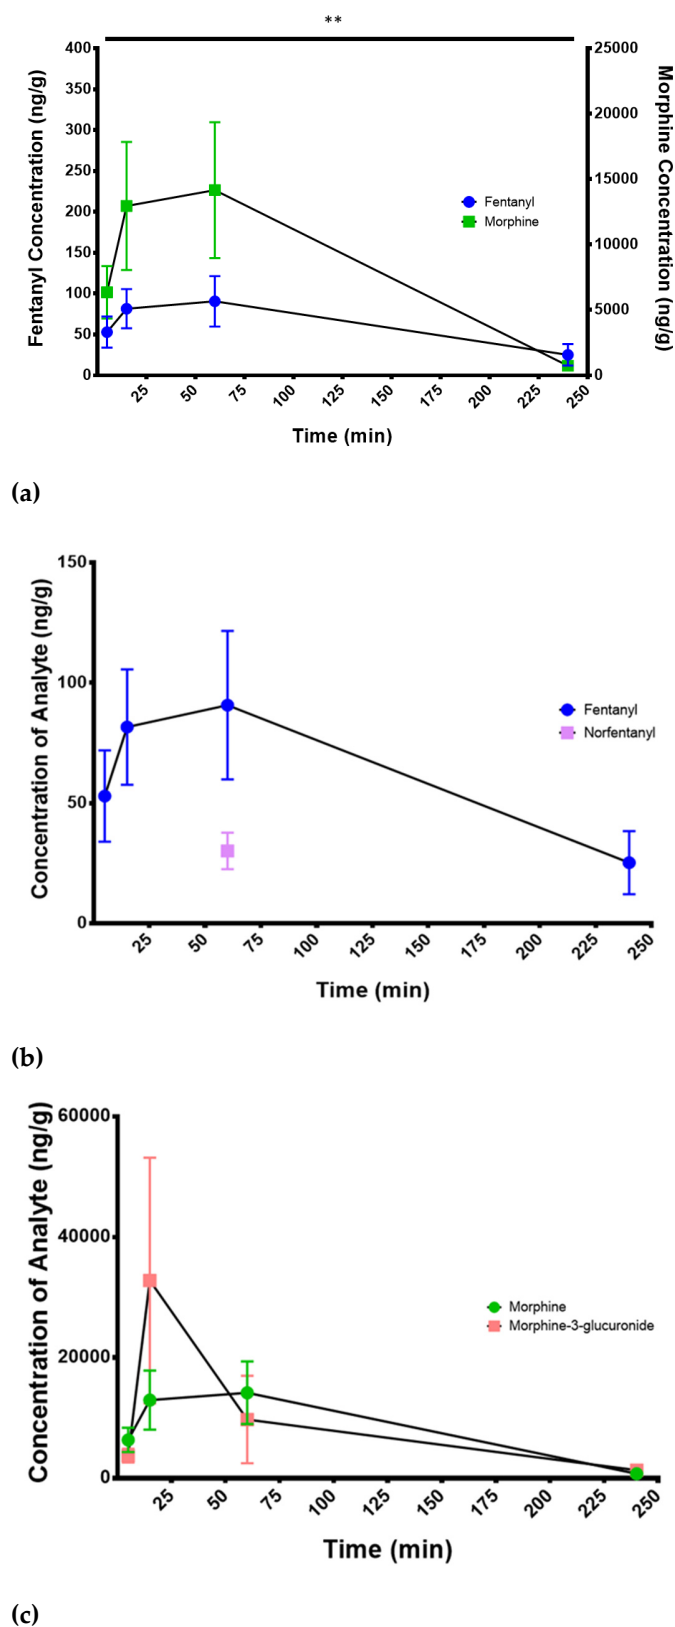 **
Fentanyl Concentration (ng/g)
400
350
300
250
200
150
100
50
0
25000
20000
15000
10000
5000
0
Morphine Concentration (ng/g)
Fentanyl
Morphine
25 50 75 100 125 150 175 200 225 250
Time (min)
(a)
Concentration of Analyte (ng/g)
150
100
50
0
Fentanyl
Norfentanyl
25 50 75 100 125 150 175 200 225 250
Time (min)
(b)
Concentration of Analyte (ng/g)
60000
40000
20000
0
Morphine
Morphine-3-glucuronide
25 50 75 100 125 150 175 200 225 250
Time (min)
(c)